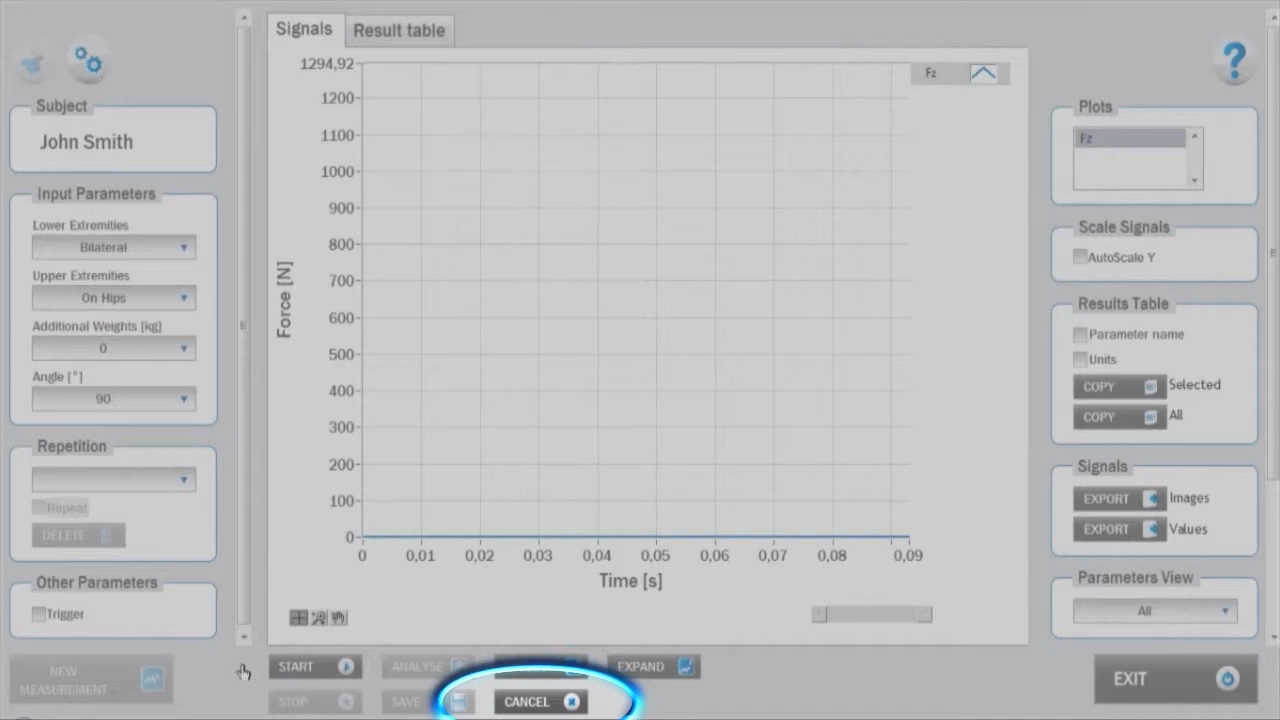 Signals
Result table
?
Subject
John Smith
Input Parameters
Lower Extremities
Bilateral
Upper Extremities
On Hips
Additional Weights [kg]
0
Angle [°]
90
Repetition
Repeat
DELETE
Other Parameters
Trigger
NEW
MEASUREMENT
1294,92
1200
1100
1000
900
800
700
600
500
400
300
200
100
0
Force [N]
Fz
0 0,01 0,02 0,03 0,04 0,05 0,06 0,07 0,08 0,09
Time [s]
START
ANALYSE
EXPAND
STOP
SAVE
CANCEL
Plots
Fz
Scale Signals
AutoScale Y
Results Table
Parameter name
Units
COPY Selected
COPY All
Signals
EXPORT Images
EXPORT Values
Parameters View
All
EXIT